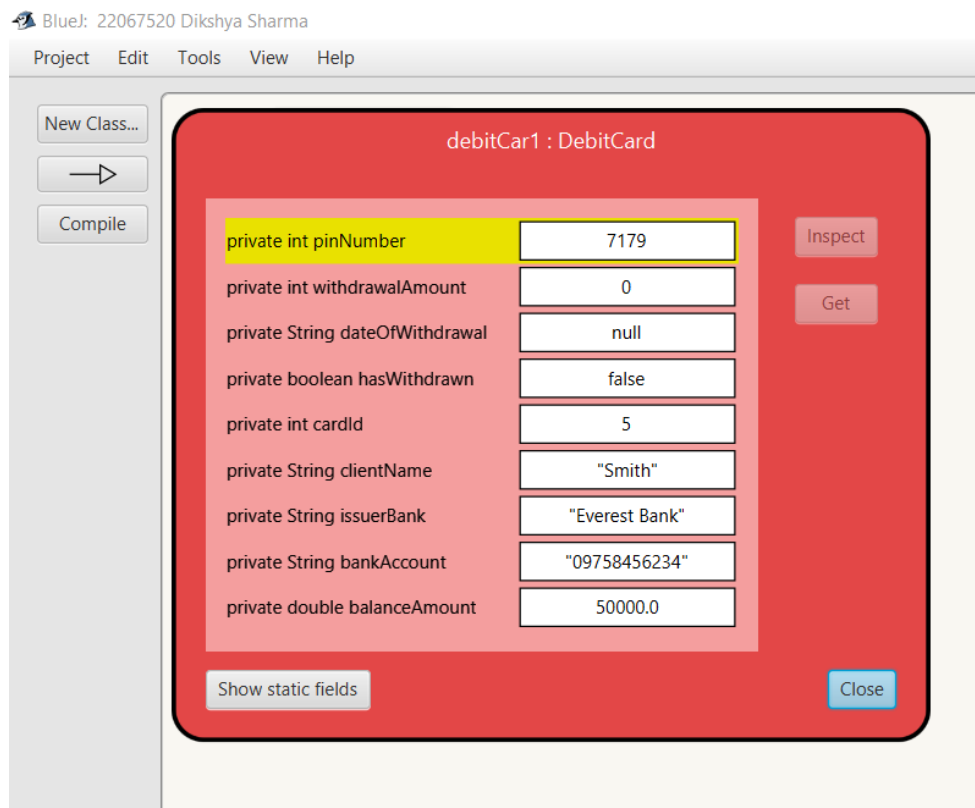 BlueJ: 22067520 Dikshya Sharma
Project Edit Tools View Help
New Class...
Compile
debitCar1 : DebitCard
private int pinNumber 7179
private int withdrawalAmount 0
private String dateOfWithdrawal null
private boolean hasWithdrawn false
private int cardId 5
private String clientName "Smith"
private String issuerBank "Everest Bank"
private String bankAccount "09758456234"
private double balanceAmount 50000.0
Inspect
Get
Show static fields
Close